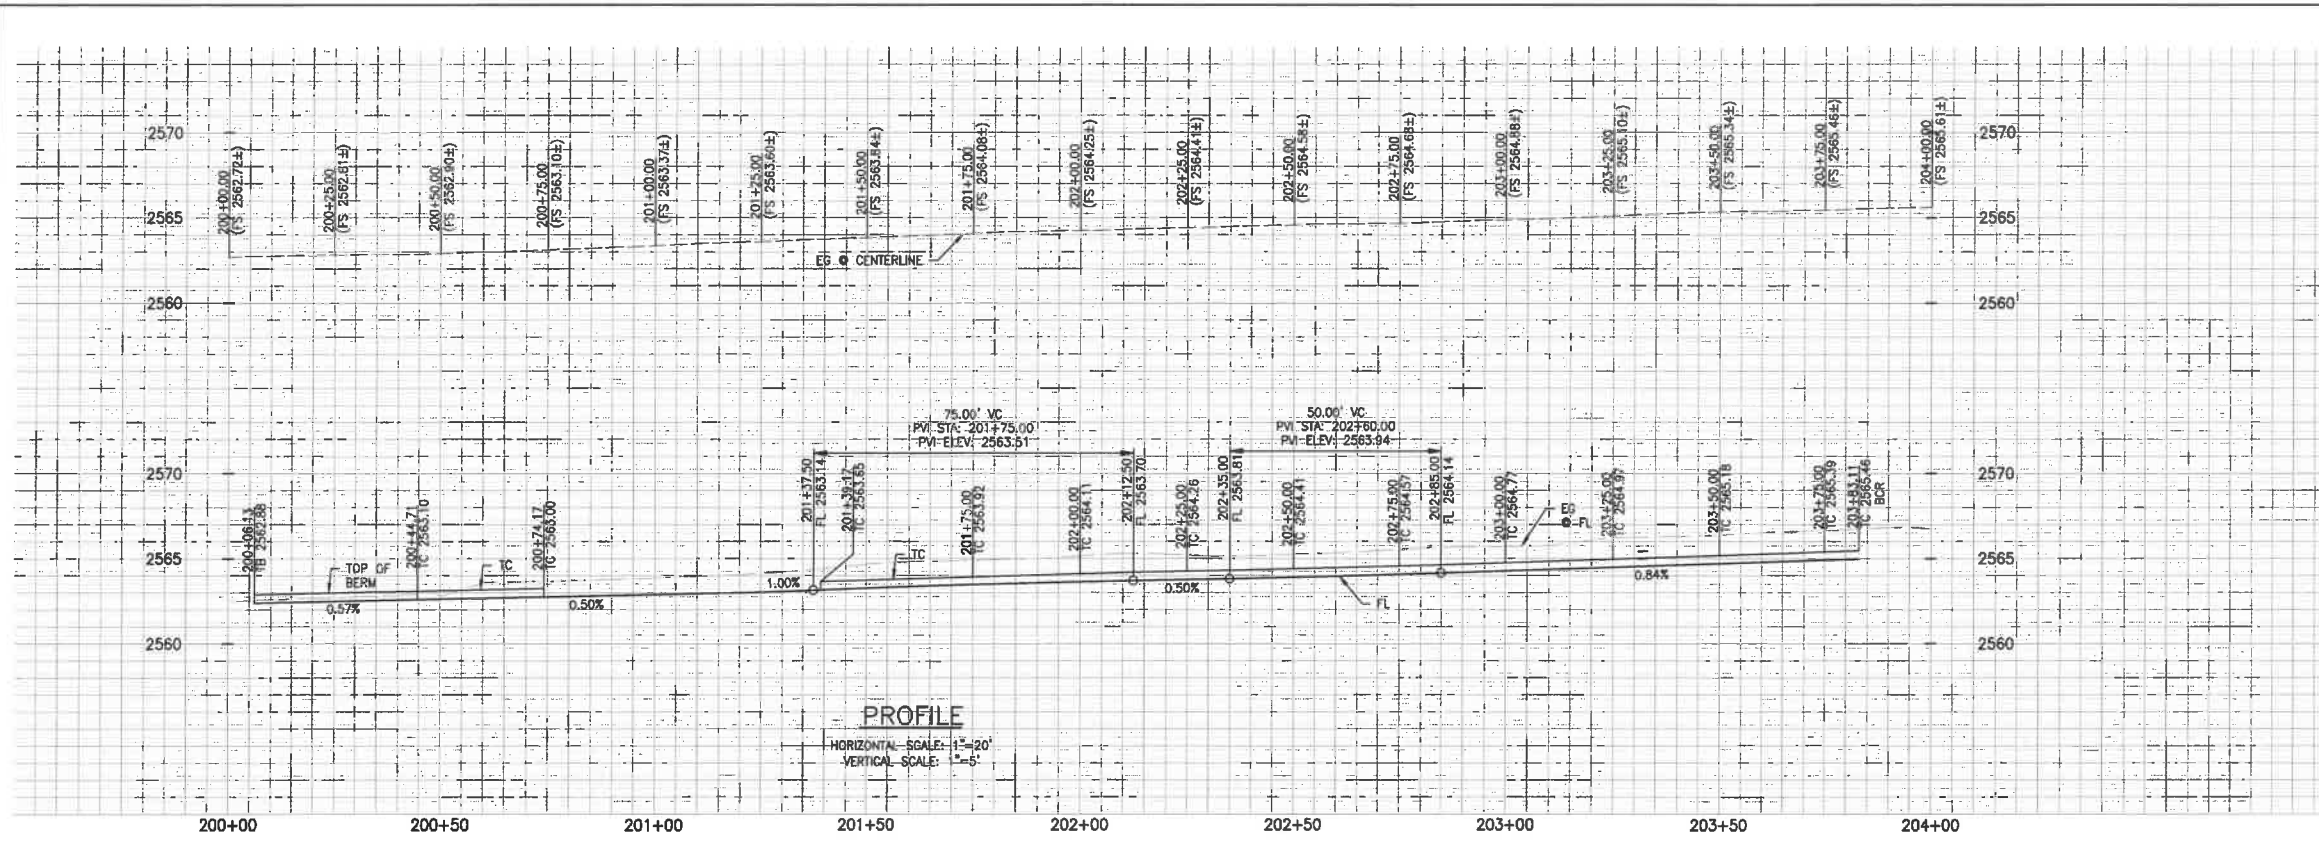 2570
2565
2560
200+00.00
(FS 2562.72±)
200+25.00
(FS 2562.81±)
200+50.00
(FS 2562.90±)
200+75.00
(FS 2563.10±)
201+00.00
(FS 2563.37±)
201+25.00
(FS 2563.60±)
201+50.00
(FS 2563.84±)
201+75.00
(FS 2564.08±)
202+00.00
(FS 2564.25±)
202+25.00
(FS 2564.41±)
202+50.00
(FS 2564.58±)
202+75.00
(FS 2564.68±)
203+00.00
(FS 2564.88±)
203+25.00
(FS 2565.10±)
203+50.00
(FS 2565.34±)
203+75.00
(FS 2565.46±)
204+00.00
(FS 2565.61±)
2570
2565
2560
EG @ CENTERLINE
75.00' VC
PVI STA: 201+75.00
PVI ELEV: 2563.51
50.00' VC
PVI STA: 202+60.00
PVI ELEV: 2563.94
2570
2565
2560
200+06.13
TB 2562.88
200+44.71
TC 2563.10
200+74.17
TC 2563.00
201+37.50
FL 2563.14
201+39.17
TC 2563.65
201+75.00
TC 2563.92
202+00.00
TC 2564.11
202+12.50
FL 2563.70
202+25.00
TC 2564.26
202+35.00
FL 2563.81
202+50.00
TC 2564.41
202+75.00
TC 2564.57
202+85.00
FL 2564.14
203+00.00
TC 2564.77
203+25.00
TC 2564.97
203+50.00
TC 2565.18
203+75.00
TC 2565.39
203+83.11
TC 2565.46
BCR
2570
2565
2560
TOP OF
BERM
TC
TC
EG
@ FL
FL
0.57%
0.50%
1.00%
0.50%
0.84%
PROFILE
HORIZONTAL SCALE: 1"=20'
VERTICAL SCALE: 1"=5'
200+00
200+50
201+00
201+50
202+00
202+50
203+00
203+50
204+00